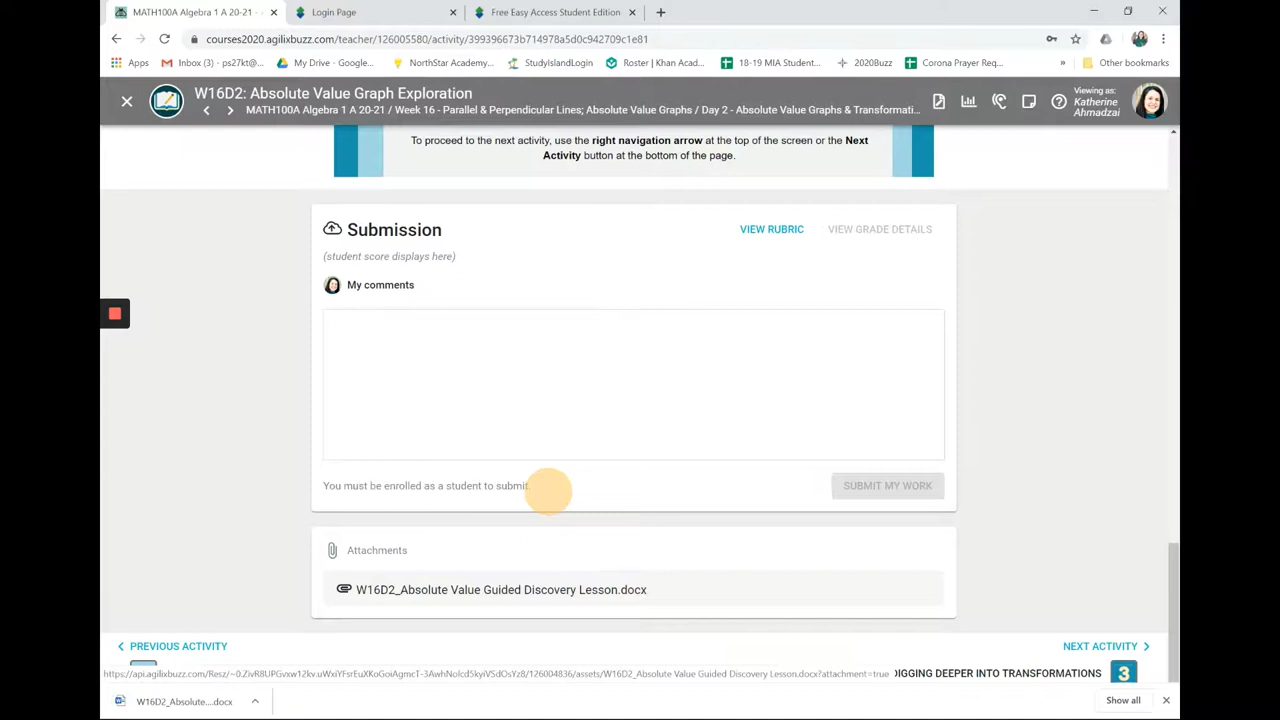 MATH100A Algebra 1 A 20-21 -
Login Page
Free Easy Access Student Edition
courses2020.agilixbuzz.com/teacher/126005580/activity/399396673b714978a5d0c942709c1e81
Apps
Inbox (3) - ps27kt@...
My Drive - Google...
NorthStar Academy...
StudyIslandLogin
Roster | Khan Acad...
18-19 MIA Student...
2020Buzz
Corona Prayer Req...
»
Other bookmarks
W16D2: Absolute Value Graph Exploration
MATH100A Algebra 1 A 20-21 / Week 16 - Parallel & Perpendicular Lines; Absolute Value Graphs / Day 2 - Absolute Value Graphs & Transformati...
Viewing as:
Katherine
Ahmadzai
To proceed to the next activity, use the right navigation arrow at the top of the screen or the Next
Activity button at the bottom of the page.
Submission
VIEW RUBRIC
VIEW GRADE DETAILS
(student score displays here)
My comments
You must be enrolled as a student to submit.
SUBMIT MY WORK
Attachments
W16D2_Absolute Value Guided Discovery Lesson.docx
PREVIOUS ACTIVITY
NEXT ACTIVITY
IGGING DEEPER INTO TRANSFORMATIONS
3
W16D2_Absolute....docx
Show all